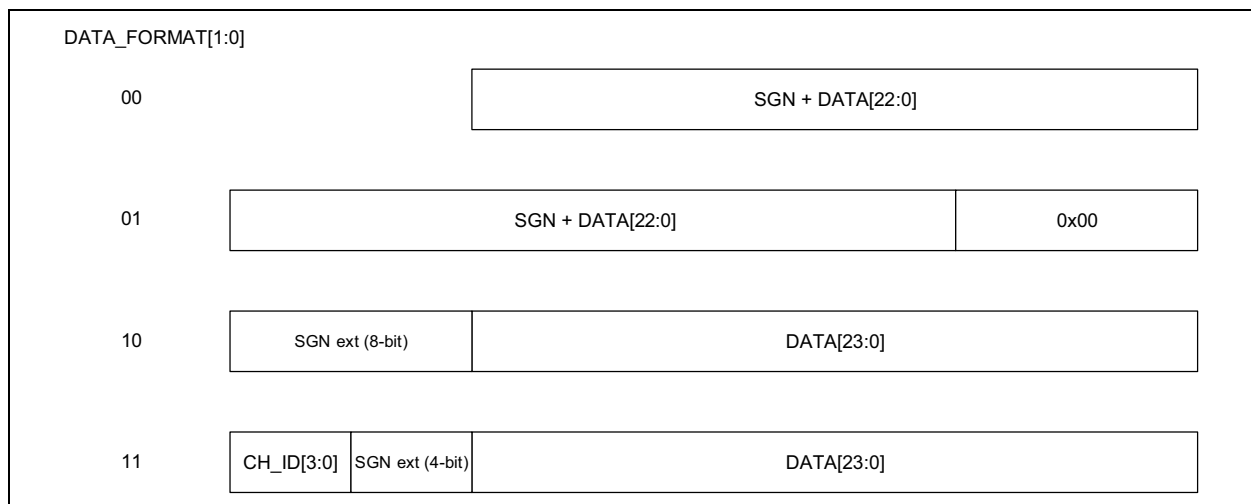 DATA_FORMAT[1:0]
00 SGN + DATA[22:0]
01 SGN + DATA[22:0] 0x00
10 SGN ext (8-bit) DATA[23:0]
11 CH_ID[3:0] SGN ext (4-bit) DATA[23:0]